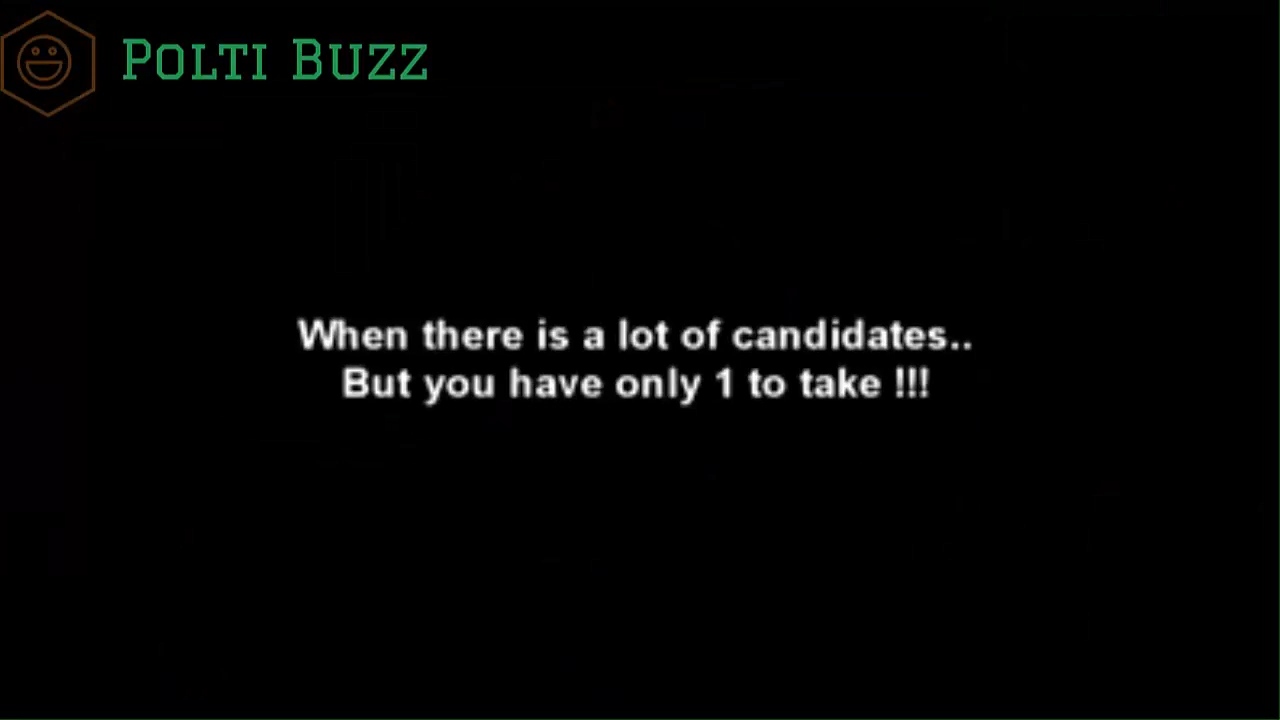 Polti Buzz
When there is a lot of candidates..
But you have only 1 to take !!!